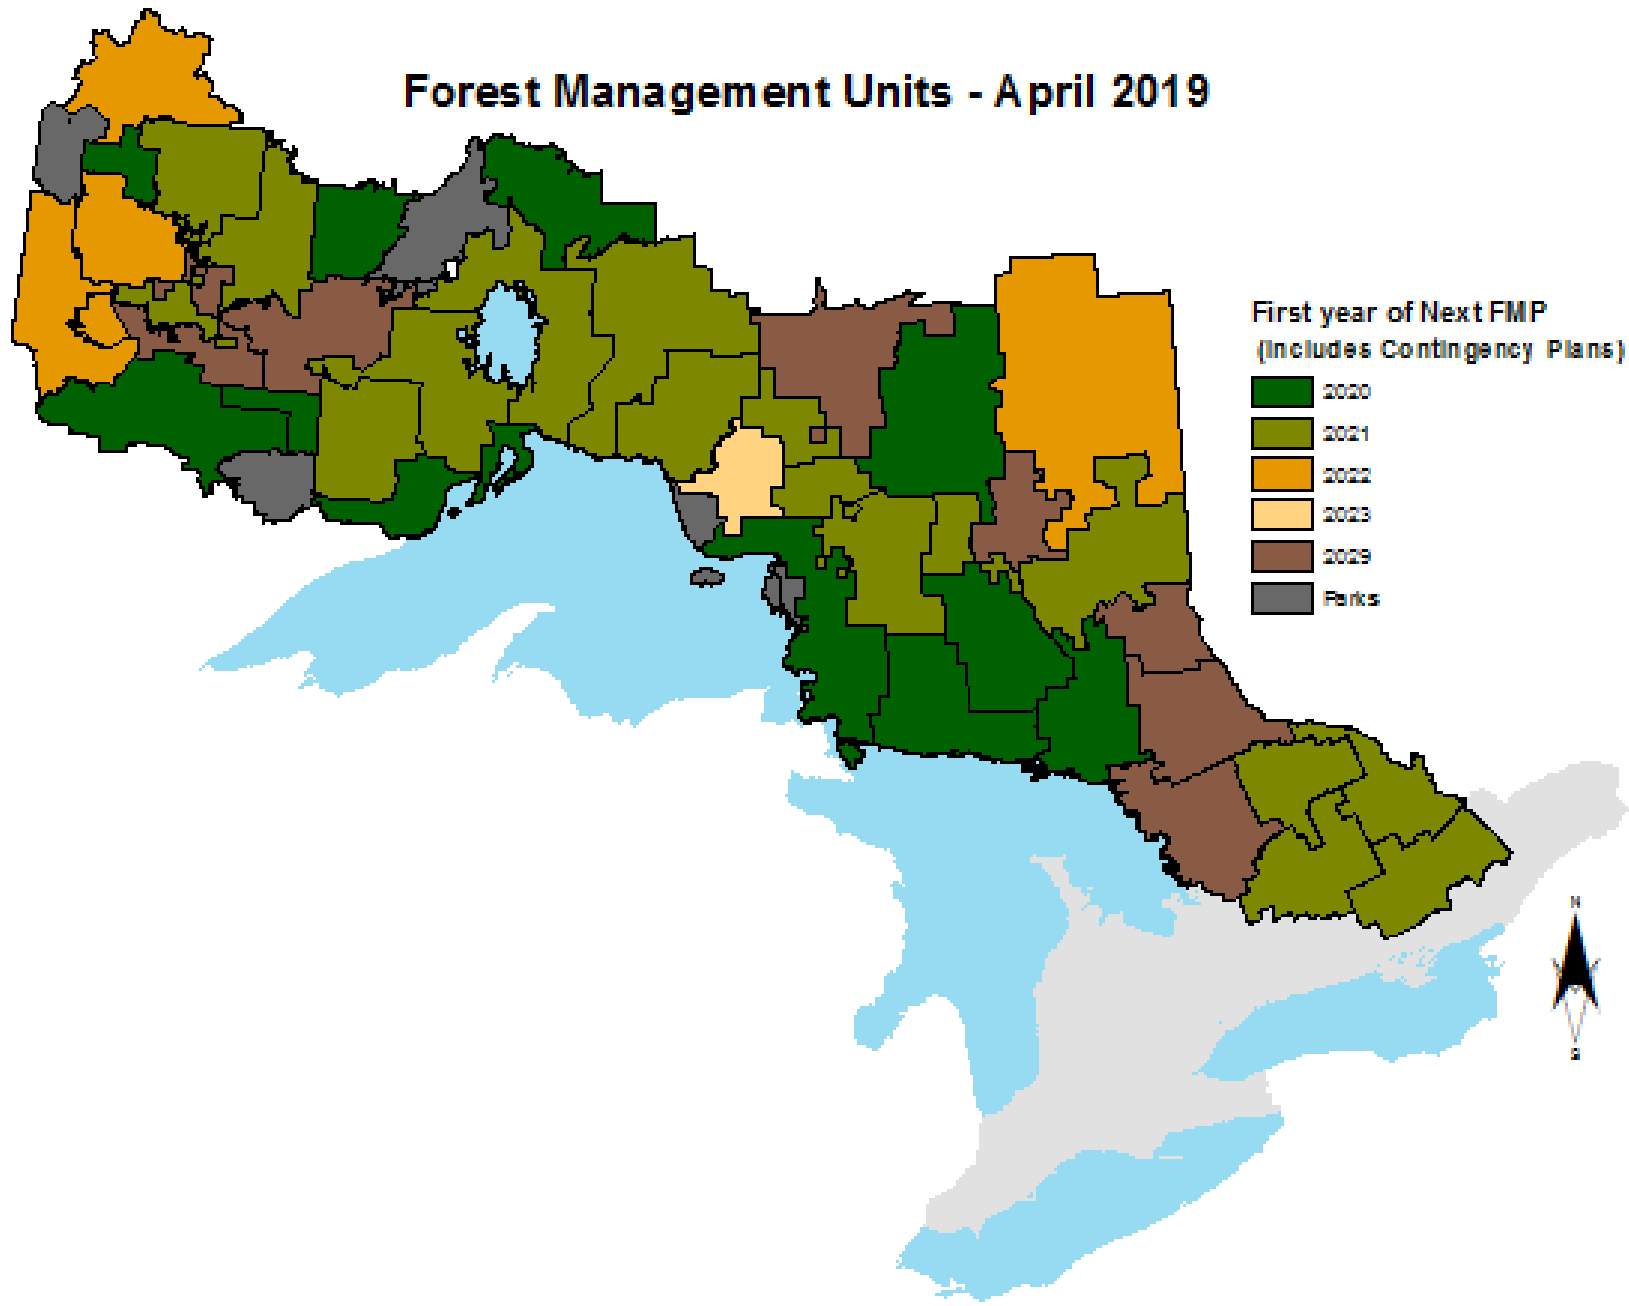 Forest Management Units - April 2019
First year of Next FMP
(Includes Contingency Plans)
2020
2021
2022
2023
2029
Parks
N
S